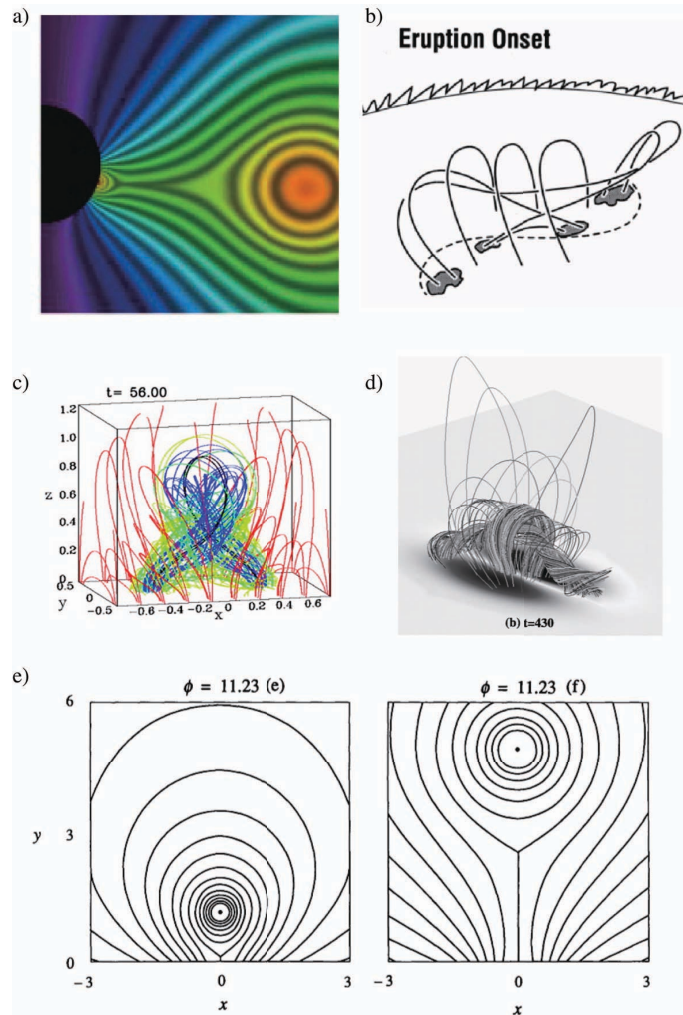 a)
b)
Eruption Onset
c)
t= 56.00
1.2
1.0
0.8
z 0.6
0.4
0.2
0
0.5
y 0
-0.5
-0.6 -0.4 -0.2 0 0.2 0.4 0.6
x
d)
(b) t=430
e)
ϕ = 11.23 (e)
6
y 3
0
-3 0 3
x
ϕ = 11.23 (f)
-3 0 3
x